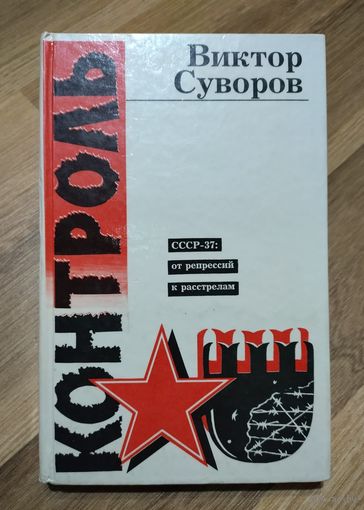 Виктор
Суворов
КОНТРОЛЬ
СССР-37:
от репрессий
к расстрелам